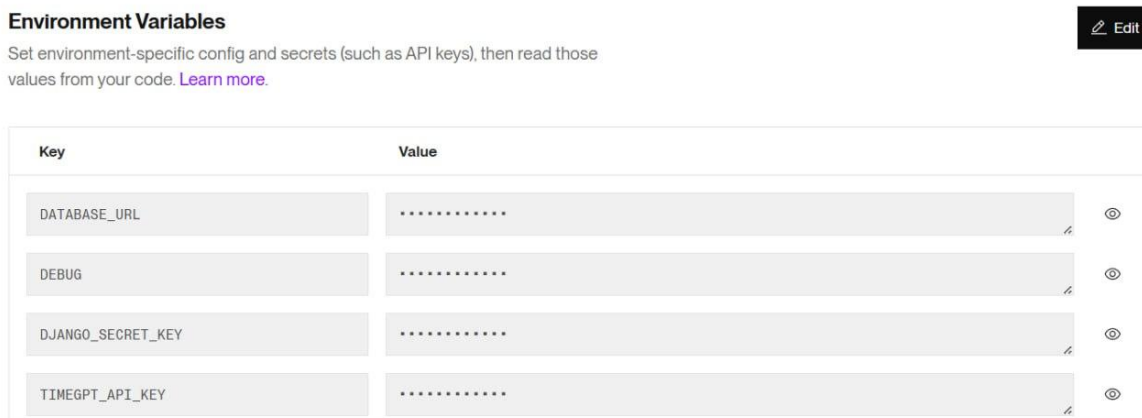 Environment Variables
Edit
Set environment-specific config and secrets (such as API keys), then read those
values from your code. Learn more.
Key Value
DATABASE_URL ············
DEBUG ············
DJANGO_SECRET_KEY ············
TIMEGPT_API_KEY ············